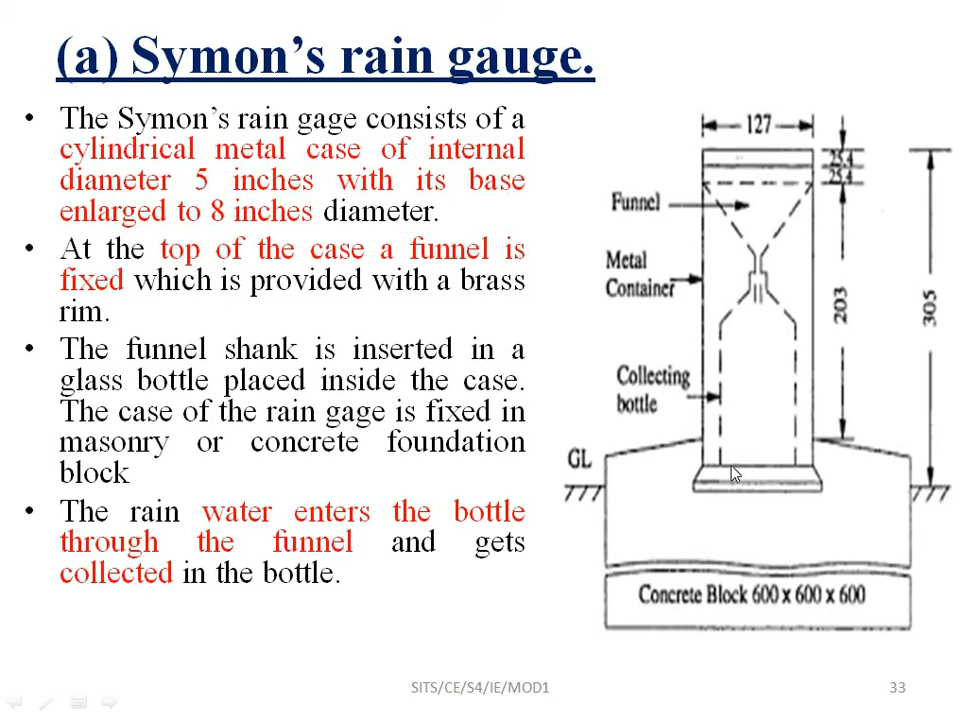 (a) Symon's rain gauge.
• The Symon's rain gage consists of a
cylindrical metal case of internal
diameter 5 inches with its base
enlarged to 8 inches diameter.
• At the top of the case a funnel is
fixed which is provided with a brass
rim.
• The funnel shank is inserted in a
glass bottle placed inside the case.
The case of the rain gage is fixed in
masonry or concrete foundation
block
• The rain water enters the bottle
through the funnel and gets
collected in the bottle.
127
25.4
25.4
Funnel
Metal
Container
203
305
Collecting
bottle
GL
Concrete Block 600 x 600 x 600
SITS/CE/S4/IE/MOD1
33